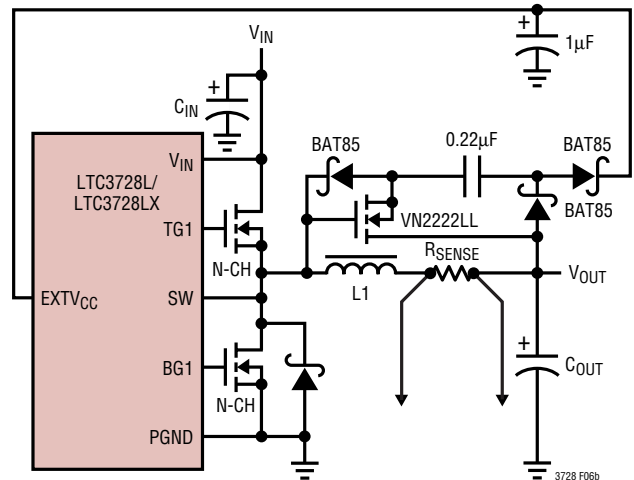 VIN
+
1μF
+
CIN
BAT85
0.22μF
VIN
LTC3728L/
LTC3728LX
BAT85
TG1
VN2222LL
N-CH
RSENSE
VOUT
EXTVCC
SW
L1
+
COUT
BG1
N-CH
PGND
3728 F06b